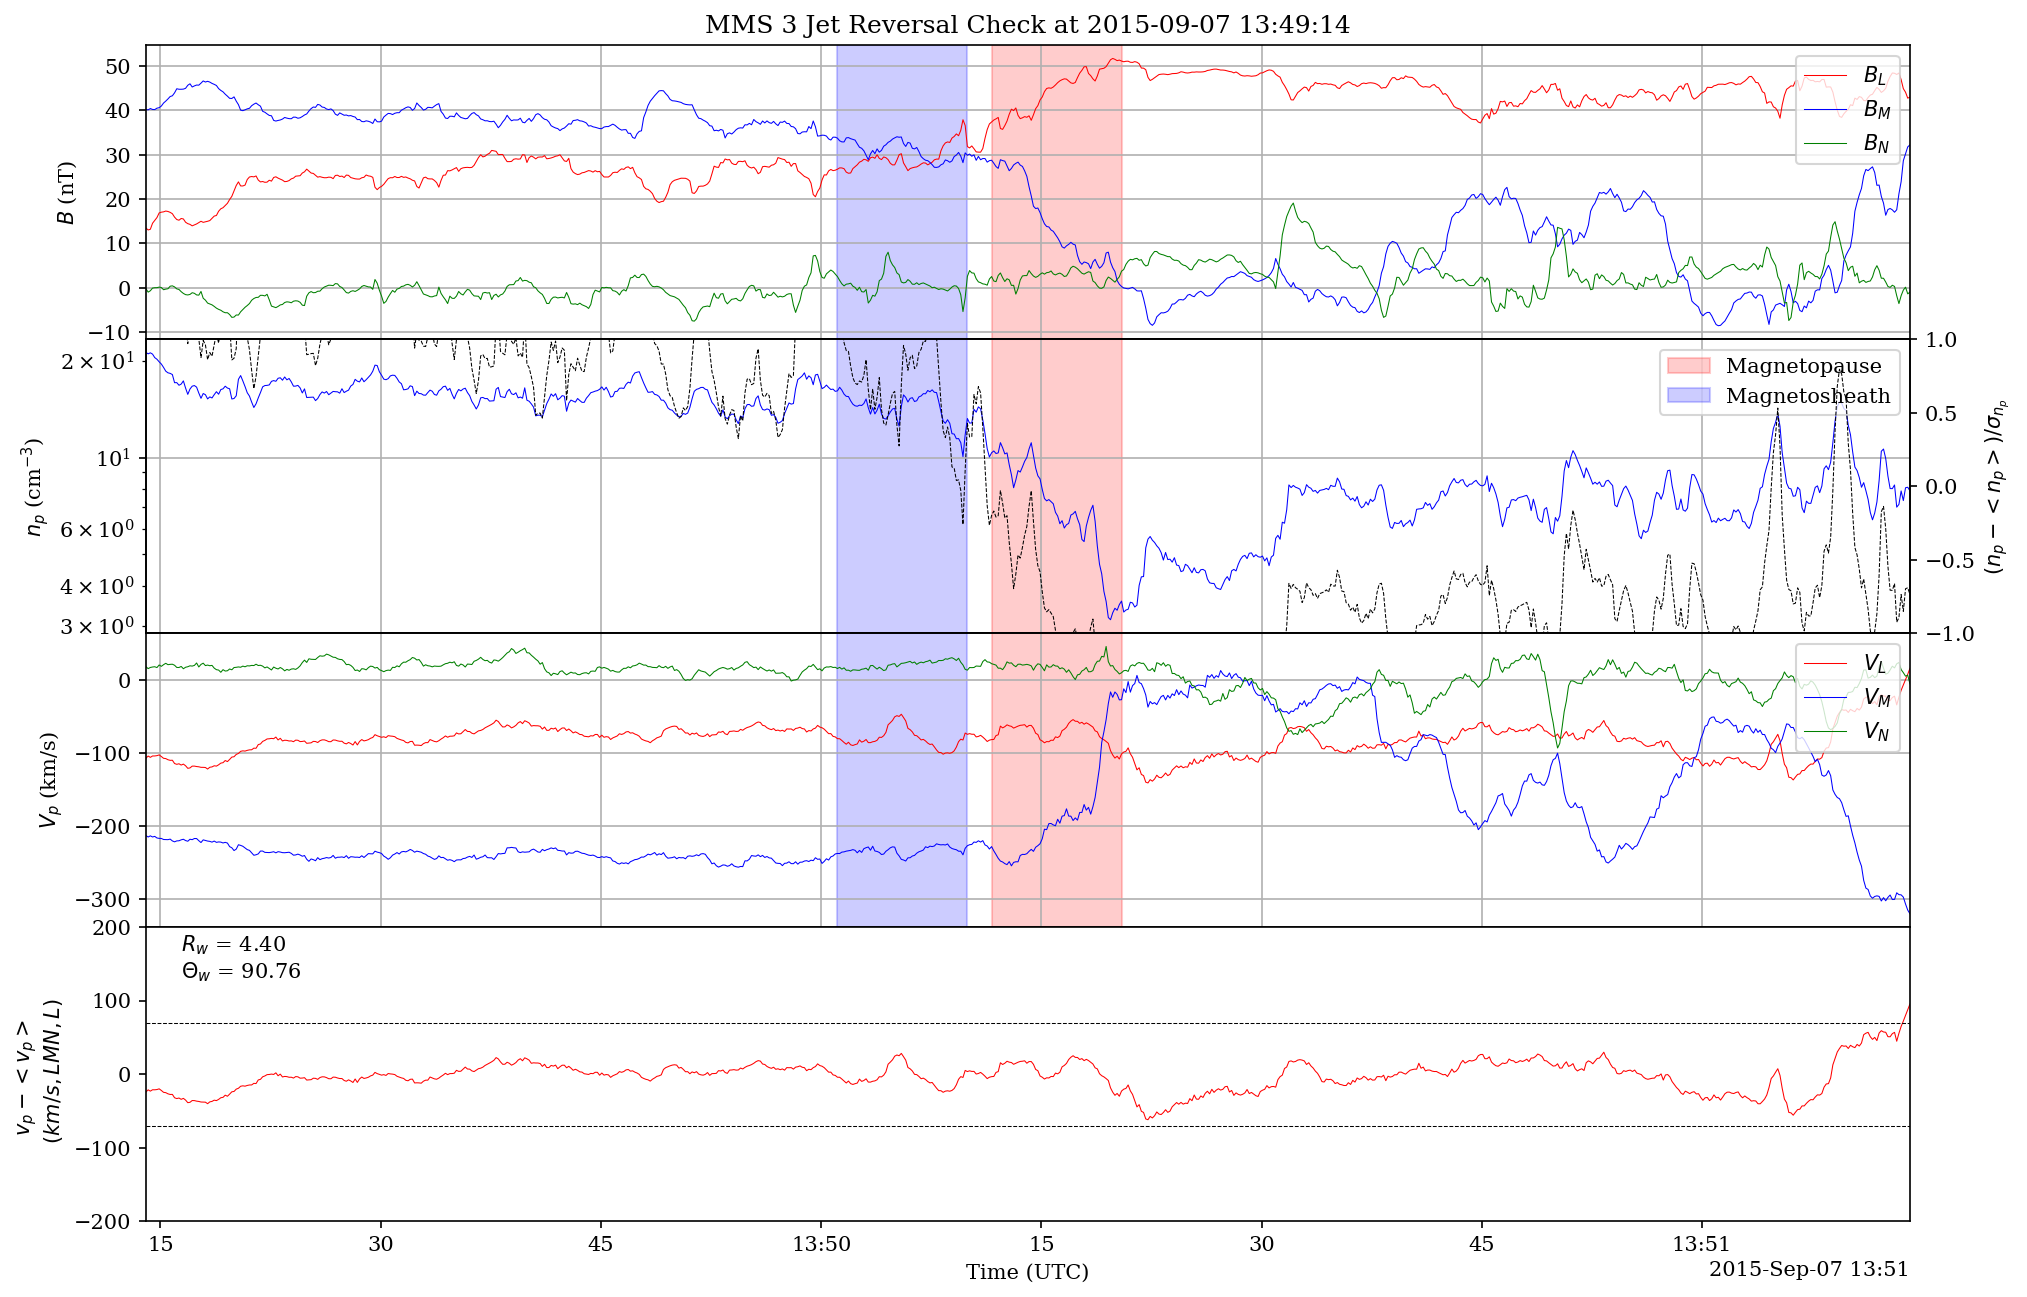 MMS 3 Jet Reversal Check at 2015-09-07 13:49:14
50
40
30
20
10
0
−10
B (nT)
B_L
B_M
B_N
2 × 10^1
10^1
6 × 10^0
4 × 10^0
3 × 10^0
n_p (cm^−3)
1.0
0.5
0.0
−0.5
−1.0
(n_p − < n_p >)/σ_{n_p}
Magnetopause
Magnetosheath
0
−100
−200
−300
V_p (km/s)
V_L
V_M
V_N
200
100
0
−100
−200
v_p − < v_p >
(km/s, LMN, L)
R_w = 4.40
Θ_w = 90.76
15 30 45 13:50 15 30 45 13:51
Time (UTC)
2015-Sep-07 13:51